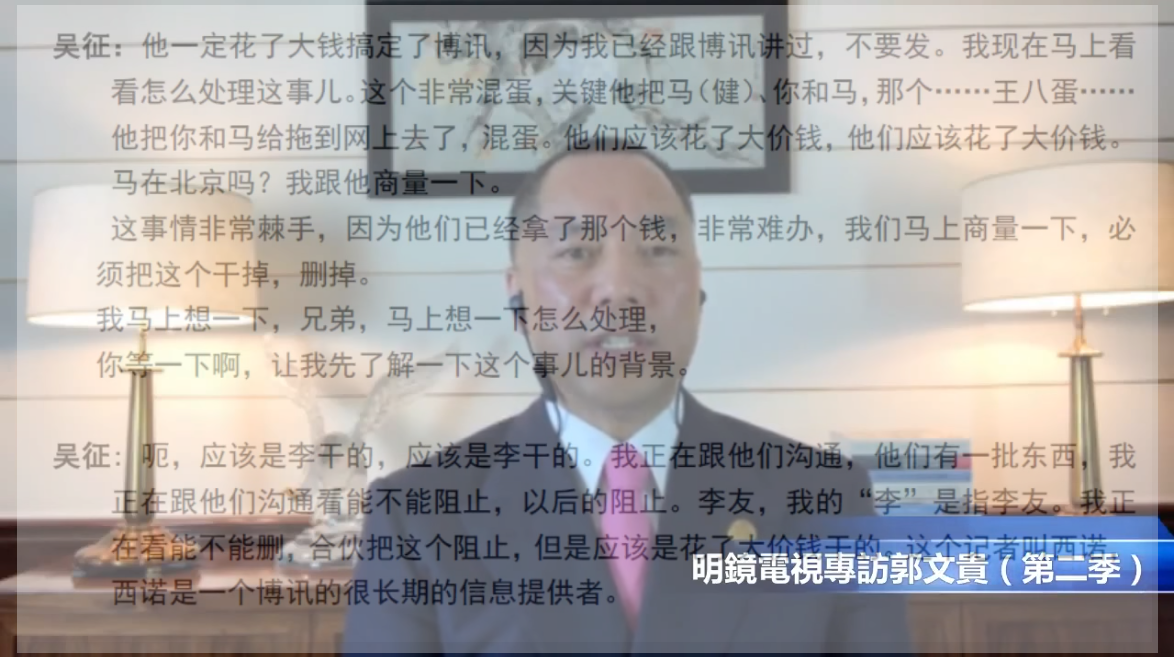 吴征：他一定花了大钱搞定了博讯，因为我已经跟博讯讲过，不要发。我现在马上看
看怎么处理这事儿。这个非常混蛋，关键他把马（健）、你和马，那个……王八蛋……
他把你和马给拖到网上去了，混蛋。他们应该花了大价钱，他们应该花了大价钱。
马在北京吗？我跟他商量一下。
这事情非常棘手，因为他们已经拿了那个钱，非常难办，我们马上商量一下，必
须把这个干掉，删掉。
我马上想一下，兄弟，马上想一下怎么处理，
你等一下啊，让我先了解一下这个事儿的背景。
吴征：呃，应该是李干的，应该是李干的。我正在跟他们沟通，他们有一批东西，我
正在跟他们沟通看能不能阻止，以后的阻止。李友，我的“李”是指李友。我正
在看能不能删，合伙把这个阻止，但是应该是花了大价钱干的。这个记者叫西诺，
西诺是一个博讯的很长期的信息提供者。
明鏡電視專訪郭文貴（第二季）